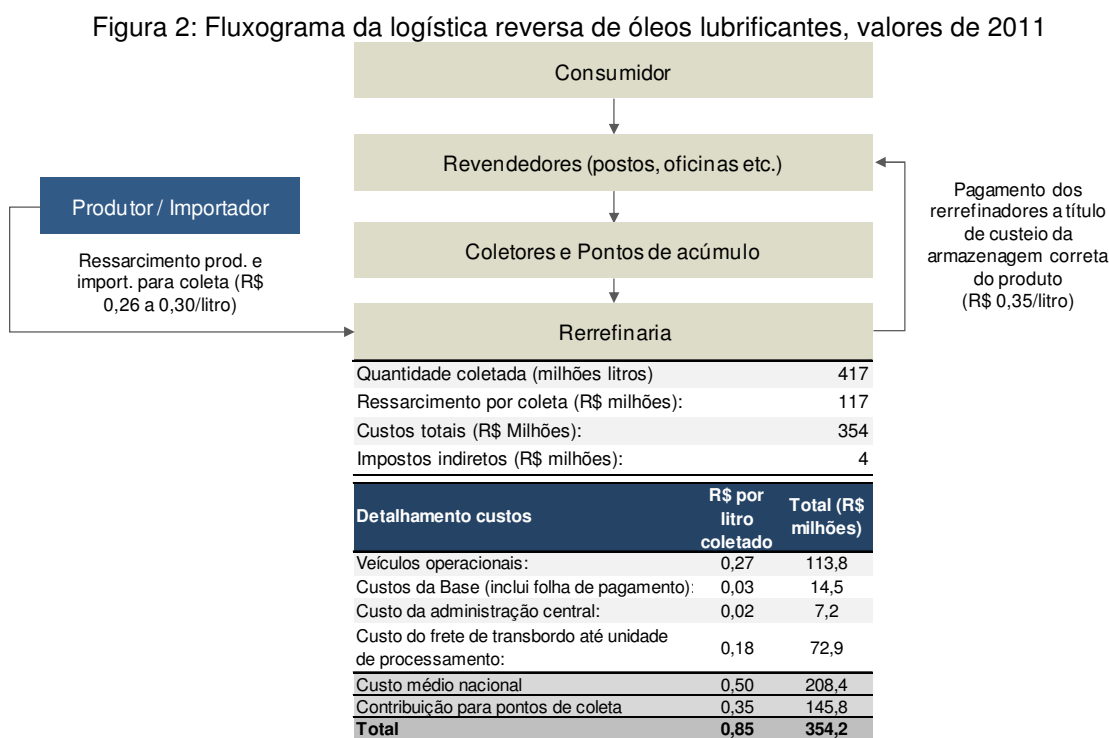 Figura 2: Fluxograma da logística reversa de óleos lubrificantes, valores de 2011
Consumidor
Revendedores (postos, oficinas etc.)
Produtor / Importador
Ressarcimento prod. e
import. para coleta (R$
0,26 a 0,30/litro)
Coletores e Pontos de acúmulo
Pagamento dos
rerrefinadores a título
de custeio da
armazenagem correta
do produto
(R$ 0,35/litro)
Rerrefinaria
Quantidade coletada (milhões litros) 417
Ressarcimento por coleta (R$ milhões): 117
Custos totais (R$ Milhões): 354
Impostos indiretos (R$ milhões): 4
Detalhamento custos R$ por litro coletado Total (R$ milhões)
Veículos operacionais: 0,27 113,8
Custos da Base (inclui folha de pagamento): 0,03 14,5
Custo da administração central: 0,02 7,2
Custo do frete de transbordo até unidade
de processamento: 0,18 72,9
Custo médio nacional 0,50 208,4
Contribuição para pontos de coleta 0,35 145,8
Total 0,85 354,2